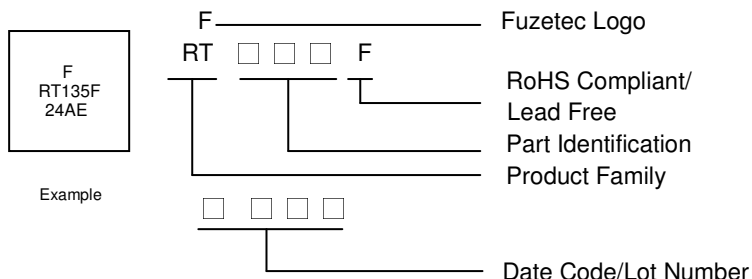 F Fuzetec Logo
RT □ □ □ F
RoHS Compliant/
Lead Free
Part Identification
Product Family
□ □ □ □
Date Code/Lot Number
F
RT135F
24AE
Example